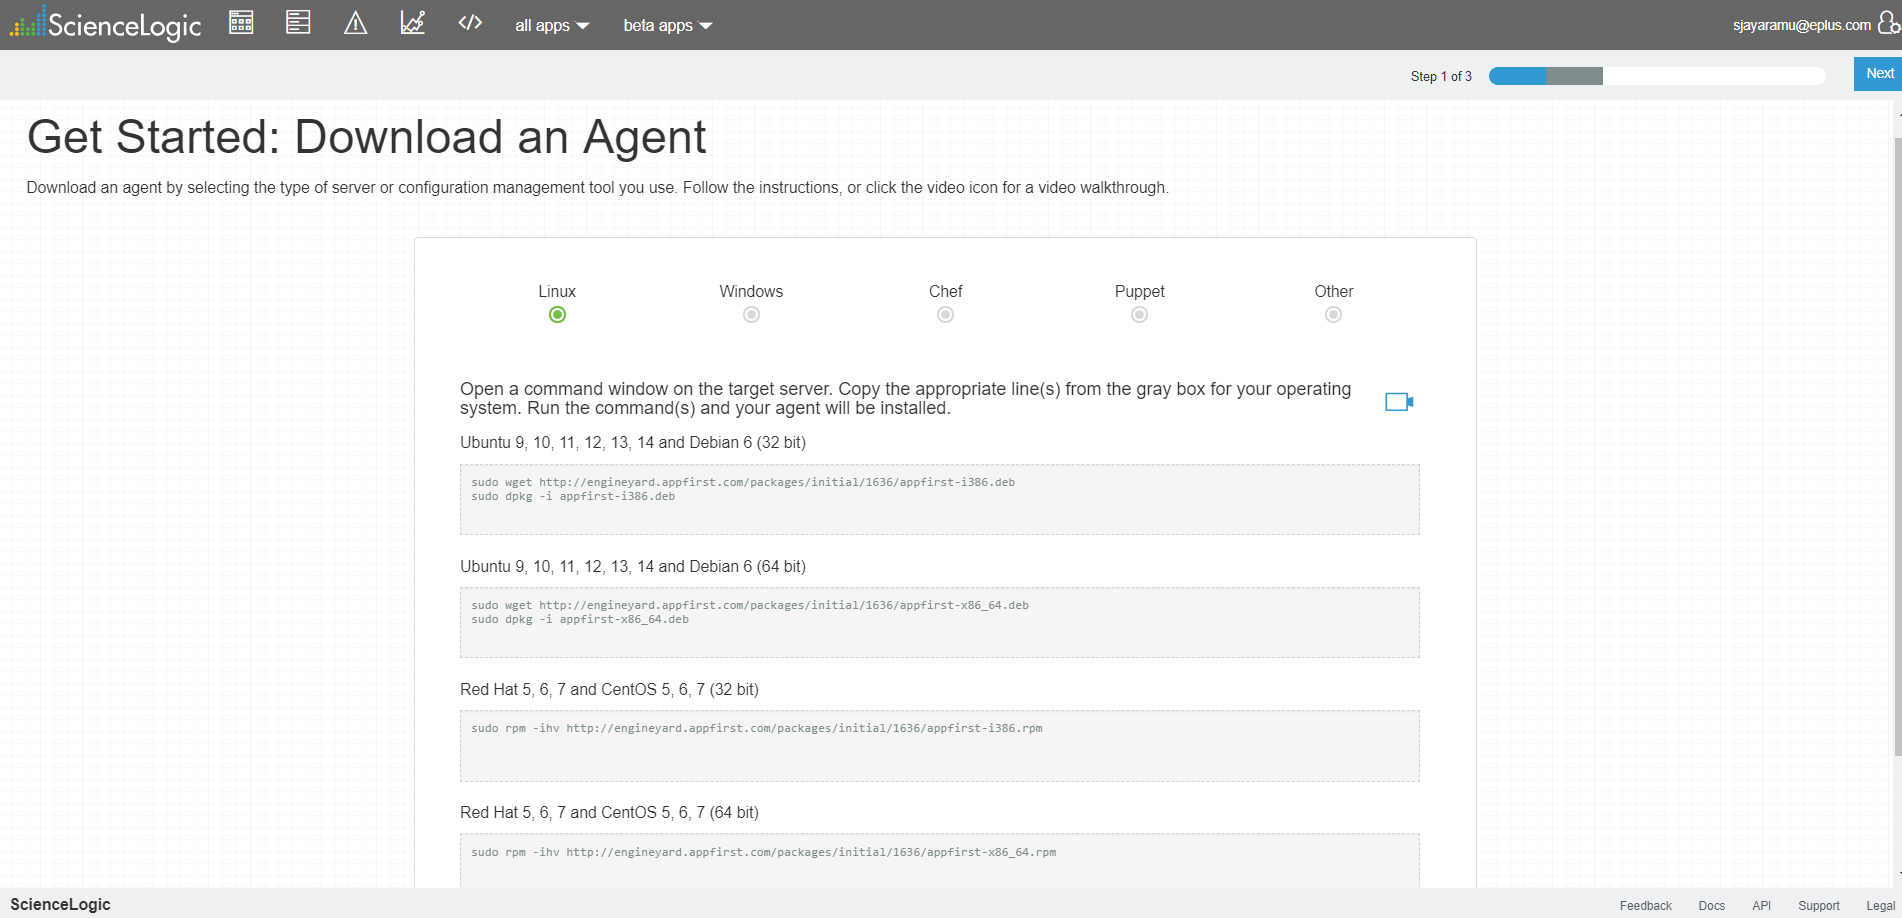 ScienceLogic
all apps
beta apps
sjayaramu@eplus.com
Step 1 of 3
Next
Get Started: Download an Agent
Download an agent by selecting the type of server or configuration management tool you use. Follow the instructions, or click the video icon for a video walkthrough.
Linux
Windows
Chef
Puppet
Other
Open a command window on the target server. Copy the appropriate line(s) from the gray box for your operating
system. Run the command(s) and your agent will be installed.
Ubuntu 9, 10, 11, 12, 13, 14 and Debian 6 (32 bit)
sudo wget http://engineyard.appfirst.com/packages/initial/1636/appfirst-i386.deb
sudo dpkg -i appfirst-i386.deb
Ubuntu 9, 10, 11, 12, 13, 14 and Debian 6 (64 bit)
sudo wget http://engineyard.appfirst.com/packages/initial/1636/appfirst-x86_64.deb
sudo dpkg -i appfirst-x86_64.deb
Red Hat 5, 6, 7 and CentOS 5, 6, 7 (32 bit)
sudo rpm -ihv http://engineyard.appfirst.com/packages/initial/1636/appfirst-i386.rpm
Red Hat 5, 6, 7 and CentOS 5, 6, 7 (64 bit)
sudo rpm -ihv http://engineyard.appfirst.com/packages/initial/1636/appfirst-x86_64.rpm
ScienceLogic
Feedback
Docs
API
Support
Legal